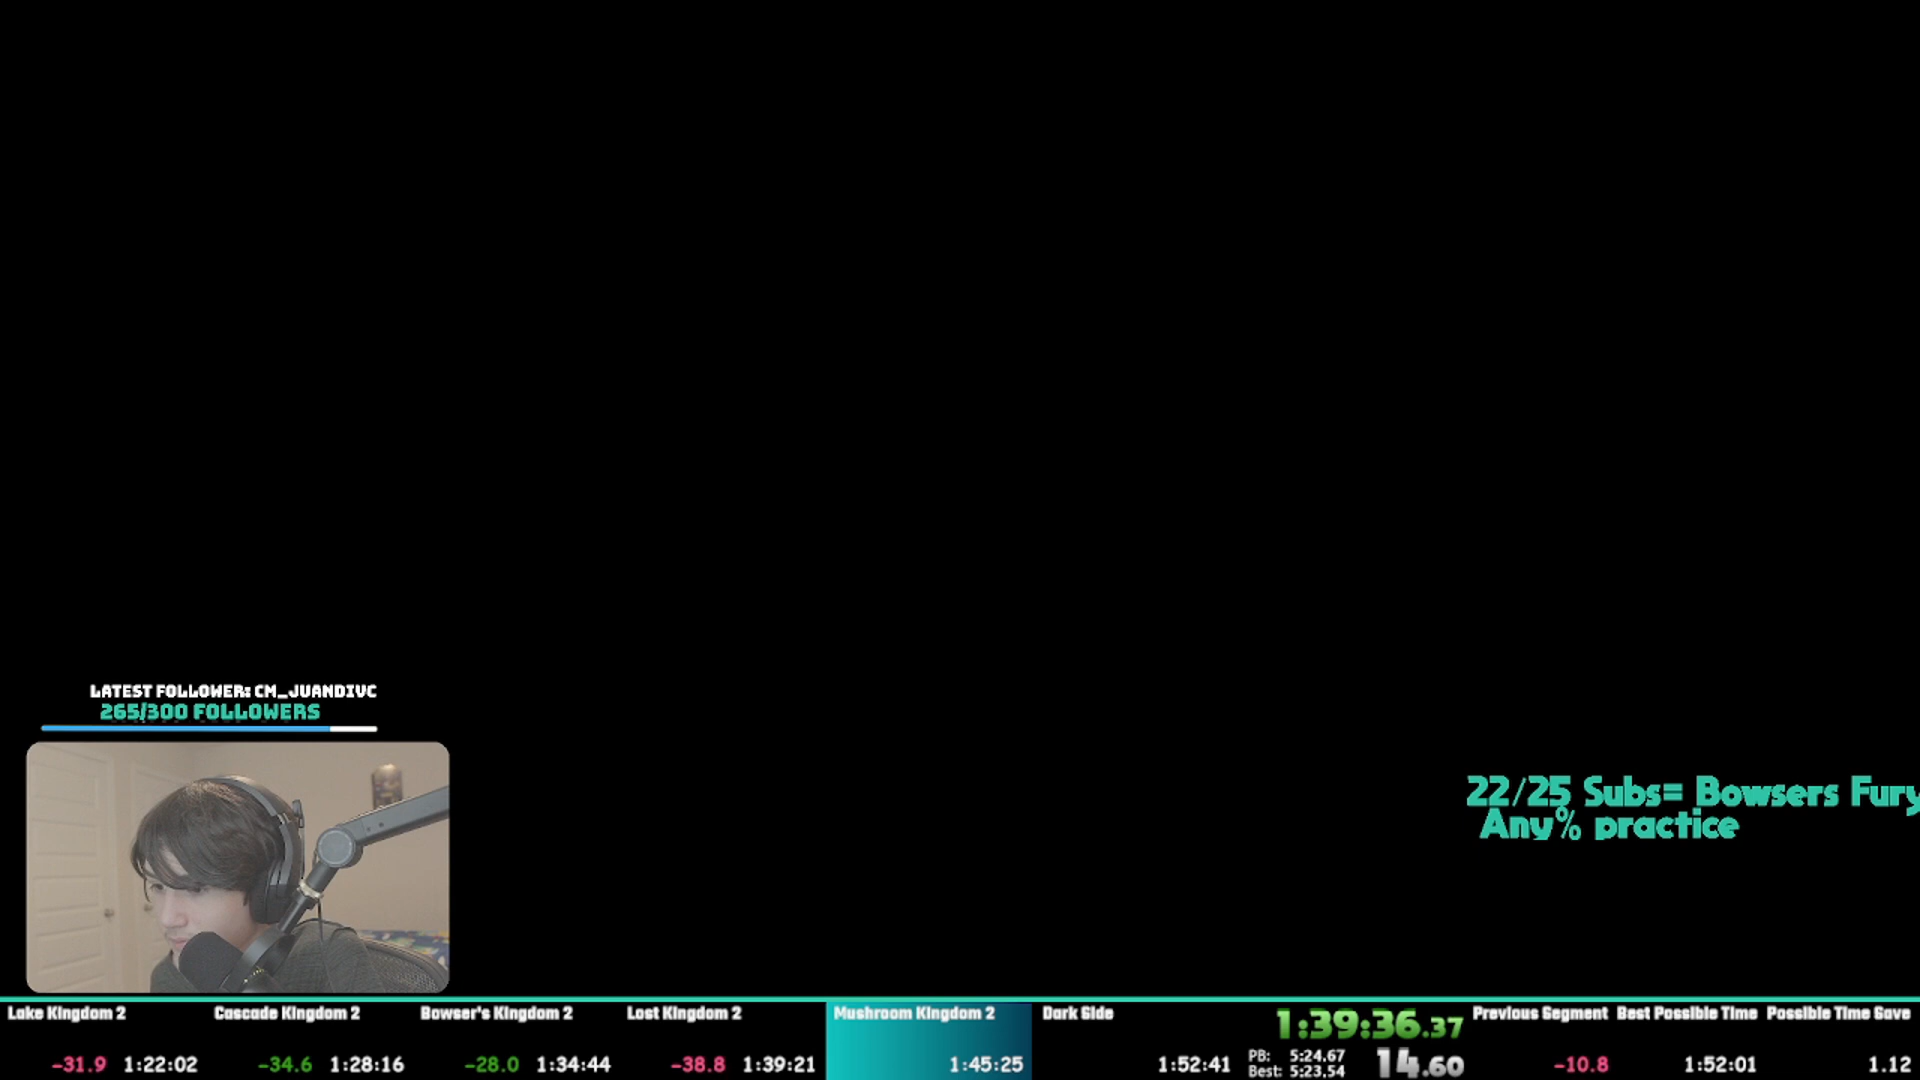 LATEST FOLLOWER: CM_JUANDIVC
265/300 FOLLOWERS
22/25 Subs= Bowsers Fury
Any% practice
Lake Kingdom 2
-31.9 1:22:02
Cascade Kingdom 2
-34.6 1:28:16
Bowser's Kingdom 2
-28.0 1:34:44
Lost Kingdom 2
-38.8 1:39:21
Mushroom Kingdom 2
1:45:25
Dark Side
1:52:41
1:39:36.37
PB: 5:24.67
Best: 5:23.54
14.60
Previous Segment
-10.8
Best Possible Time
1:52:01
Possible Time Save
1.12